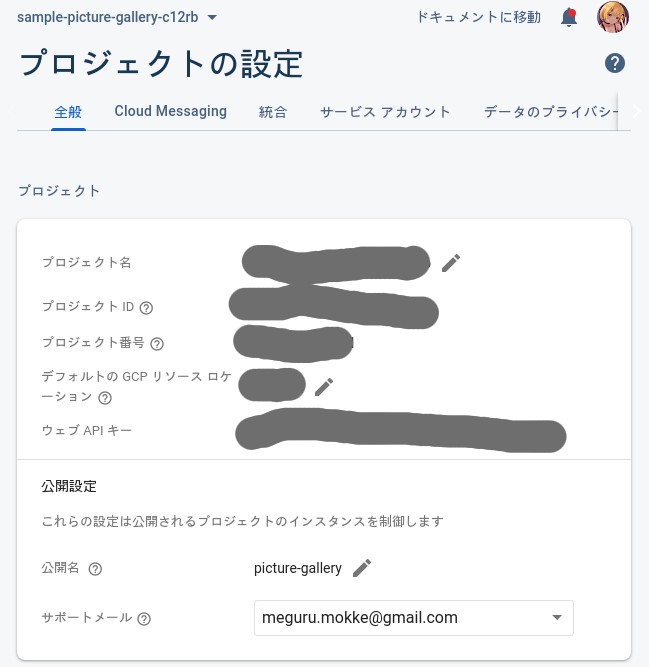 sample-picture-gallery-c12rb
ドキュメントに移動
プロジェクトの設定
全般 Cloud Messaging 統合 サービス アカウント データのプライバシー
プロジェクト
プロジェクト名
プロジェクト ID
プロジェクト番号
デフォルトの GCP リソース ロケ
ーション
ウェブ API キー
公開設定
これらの設定は公開されるプロジェクトのインスタンスを制御します
公開名 picture-gallery
サポートメール meguru.mokke@gmail.com